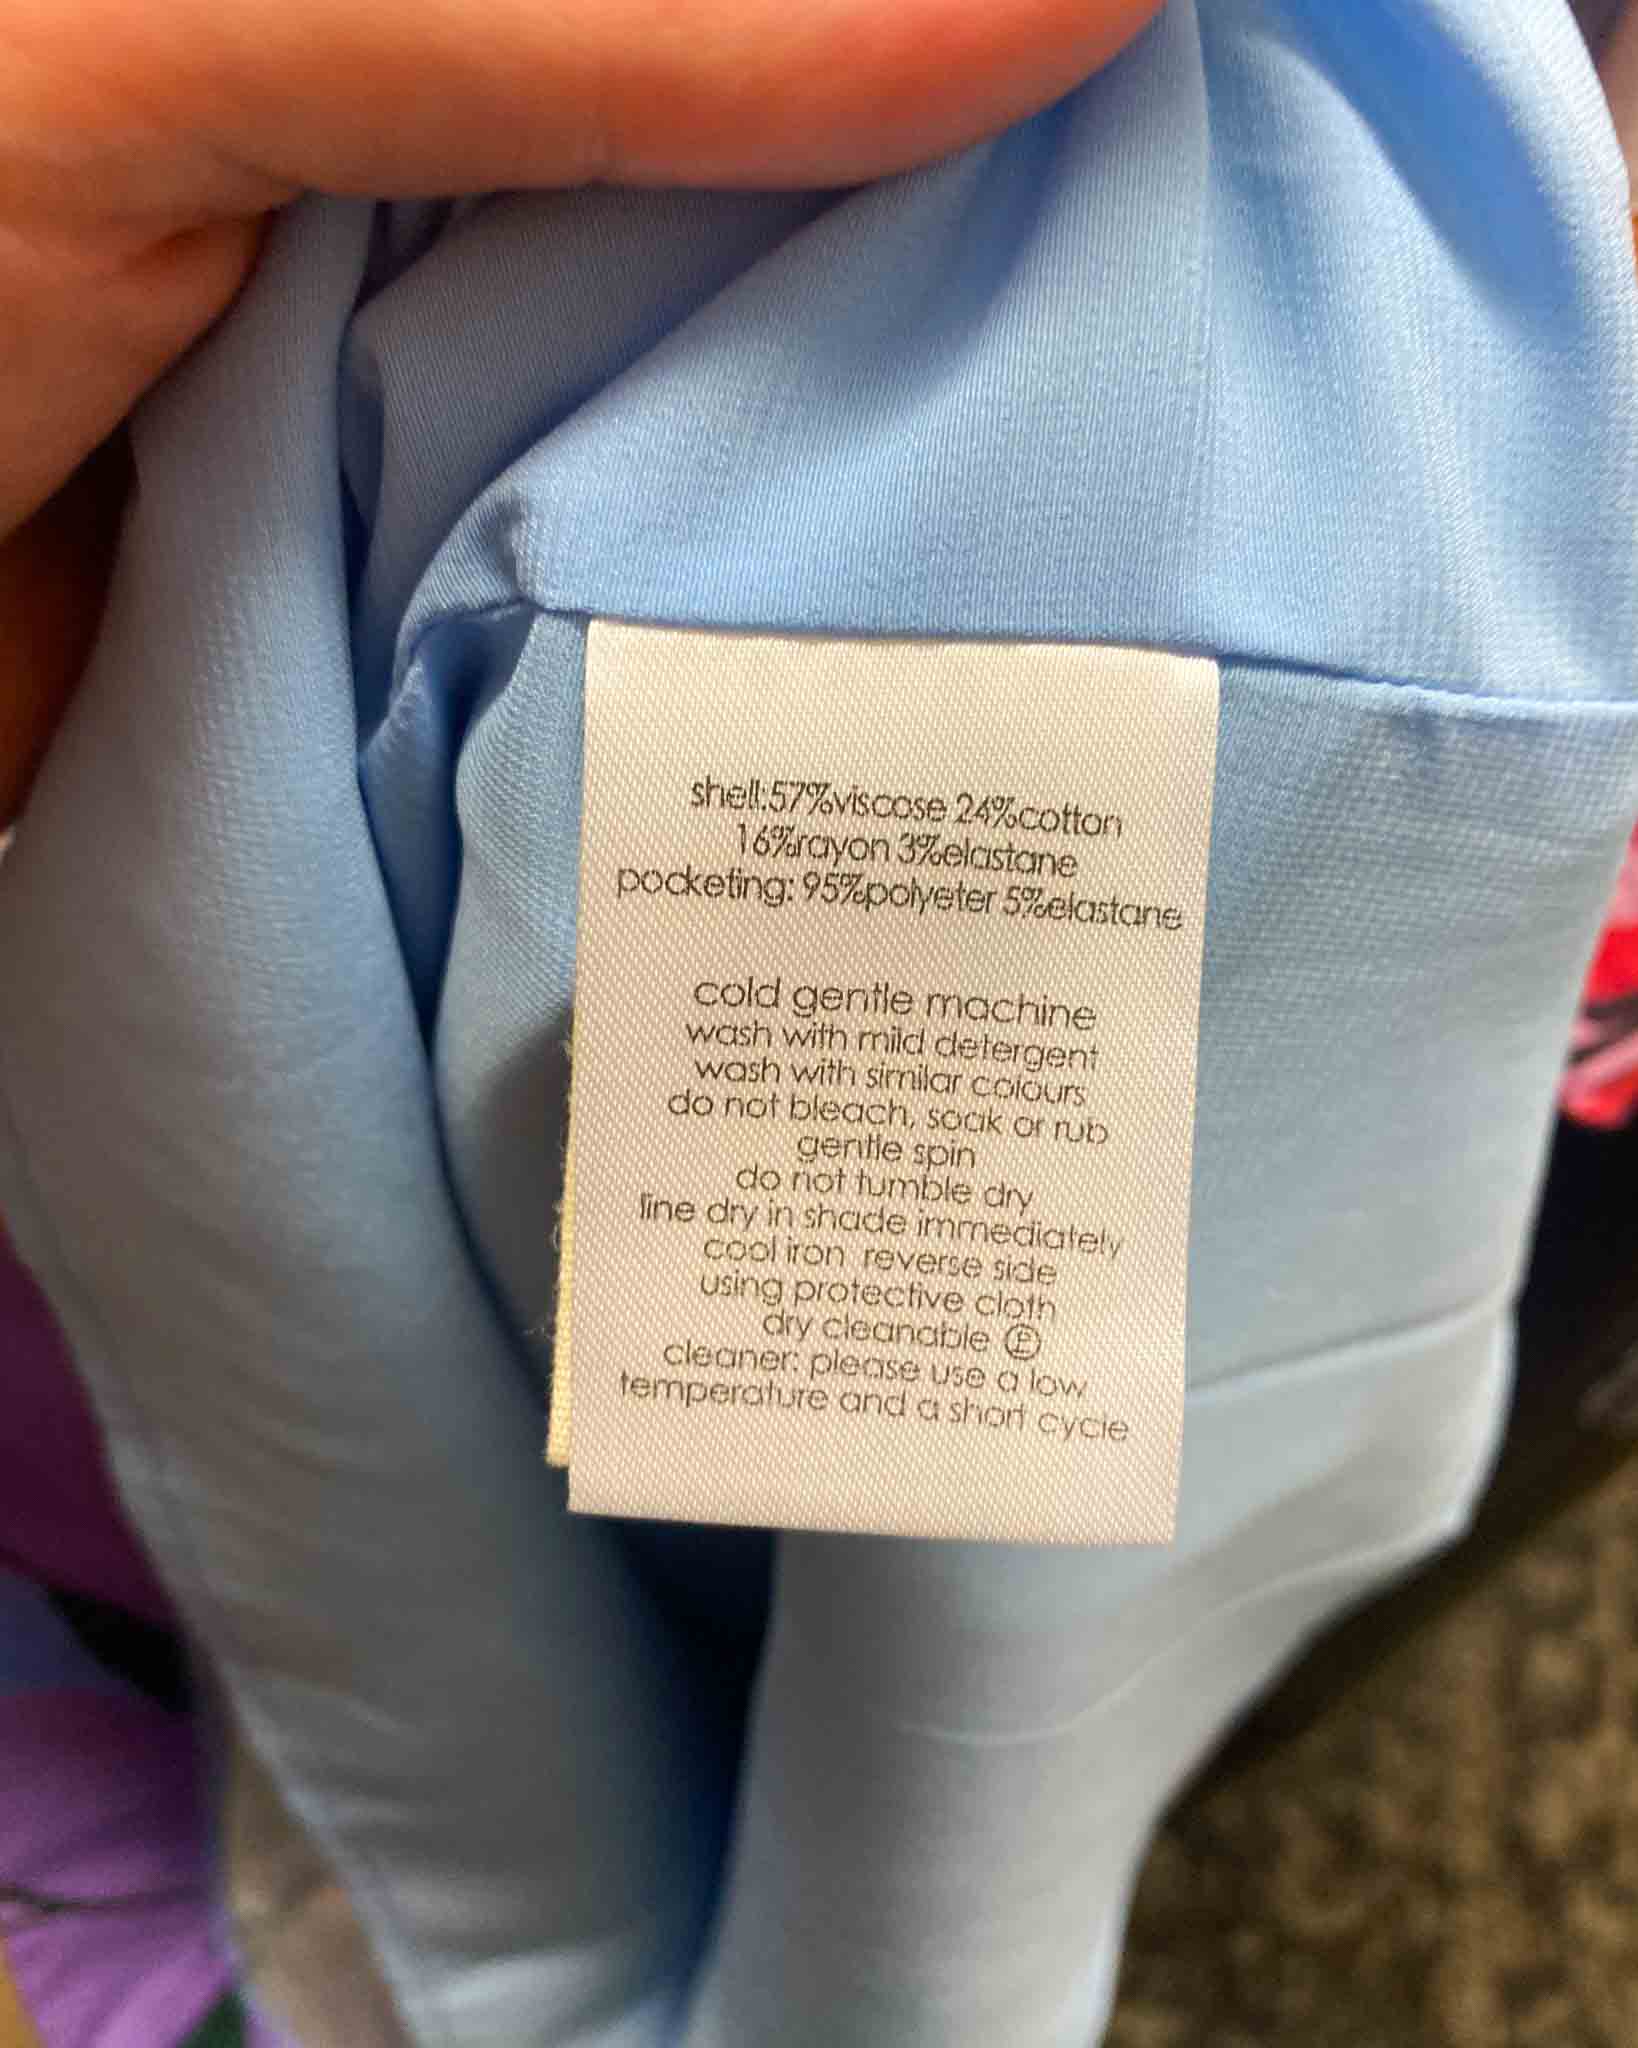 shell:57%viscose 24%cotton
16%rayon 3%elastane
pocketing: 95%polyeter 5%elastane
cold gentle machine
wash with mild detergent
wash with similar colours
do not bleach, soak or rub
gentle spin
do not tumble dry
line dry in shade immediately
cool iron reverse side
using protective cloth
dry cleanable Ⓟ
cleaner: please use a low
temperature and a short cycle